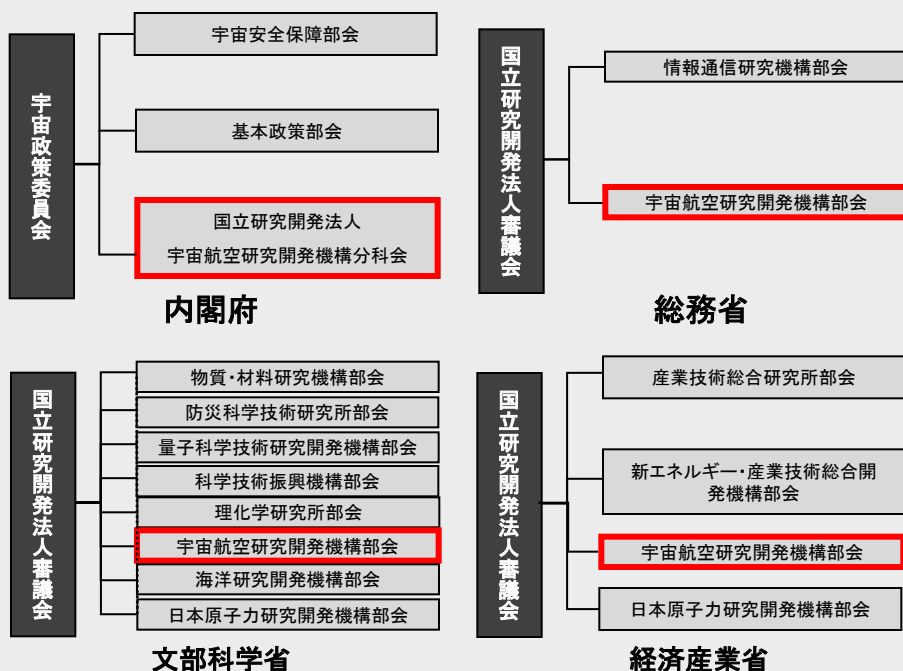 宇宙政策委員会
宇宙安全保障部会
基本政策部会
国立研究開発法人
宇宙航空研究開発機構分科会
内閣府
国立研究開発法人審議会
情報通信研究機構部会
宇宙航空研究開発機構部会
総務省
国立研究開発法人審議会
物質・材料研究機構部会
防災科学技術研究所部会
量子科学技術研究開発機構部会
科学技術振興機構部会
理化学研究所部会
宇宙航空研究開発機構部会
海洋研究開発機構部会
日本原子力研究開発機構部会
文部科学省
国立研究開発法人審議会
産業技術総合研究所部会
新エネルギー・産業技術総合開
発機構部会
宇宙航空研究開発機構部会
日本原子力研究開発機構部会
経済産業省